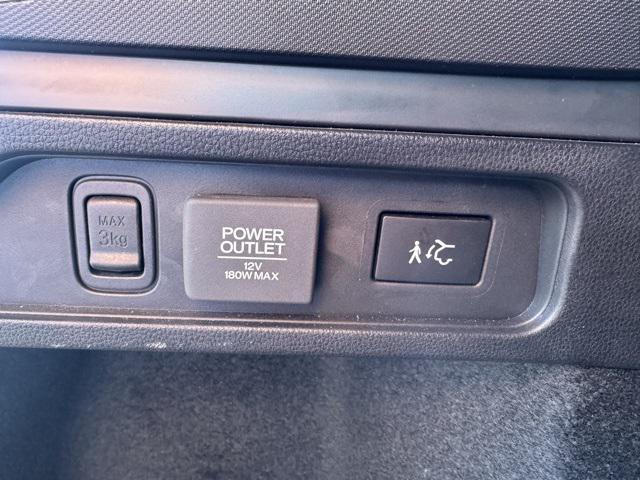 MAX
3kg
POWER
OUTLET
12V
180W MAX